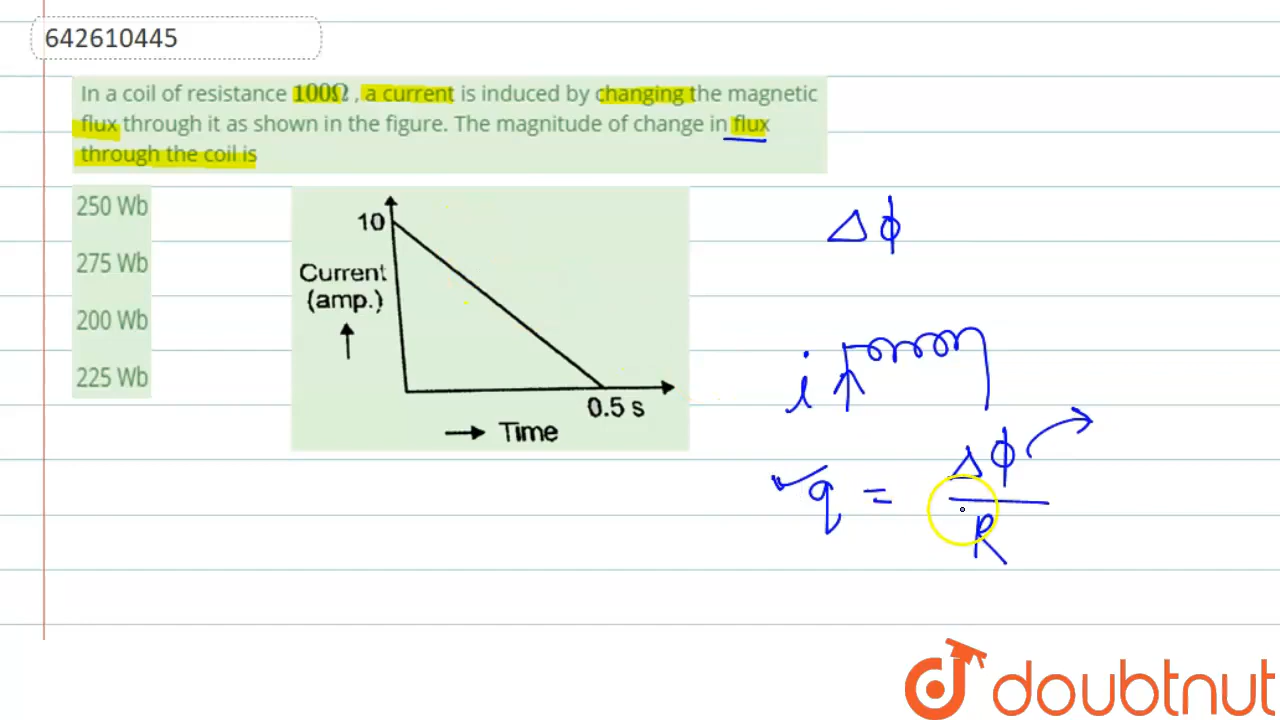 642610445
In a coil of resistance 100Ω , a current is induced by changing the magnetic
flux through it as shown in the figure. The magnitude of change in flux
through the coil is
250 Wb
275 Wb
200 Wb
225 Wb
10
Current
(amp.)
0.5 s
Time
Δϕ
i
q = Δϕ / R
doubtnut